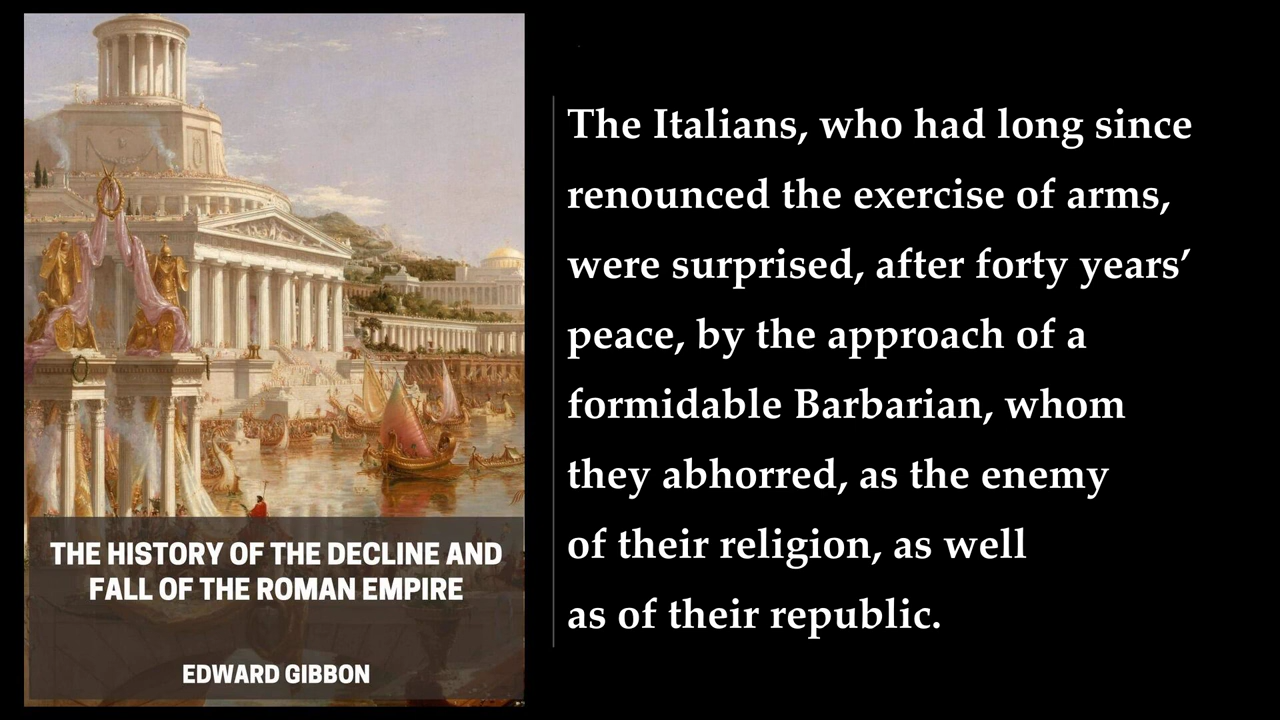 THE HISTORY OF THE DECLINE AND
FALL OF THE ROMAN EMPIRE
EDWARD GIBBON
The Italians, who had long since
renounced the exercise of arms,
were surprised, after forty years’
peace, by the approach of a
formidable Barbarian, whom
they abhorred, as the enemy
of their religion, as well
as of their republic.